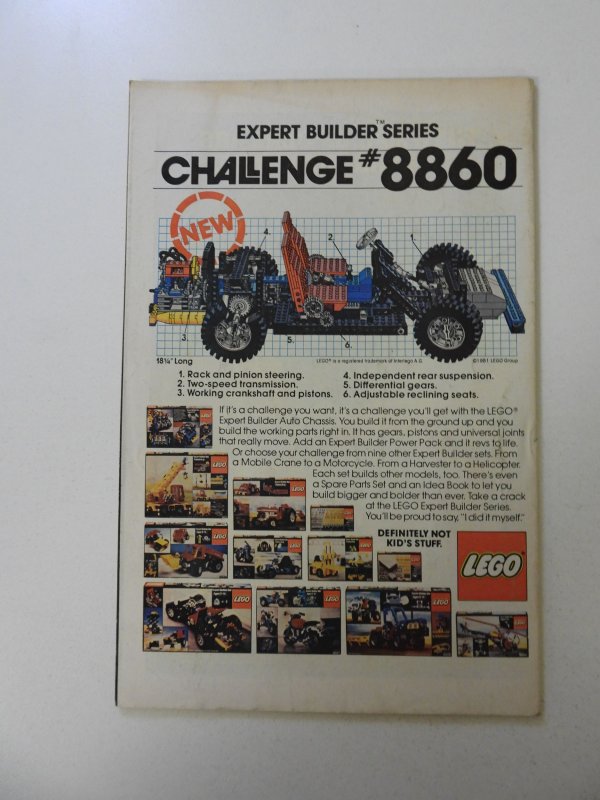 EXPERT BUILDER™ SERIES
CHALLENGE #8860
NEW
1.
2.
3.
4.
5.
6.
18¼" Long
LEGO® is a registered trademark of Interlego A.G.
©1981 LEGO Group
1. Rack and pinion steering.
2. Two-speed transmission.
3. Working crankshaft and pistons.
4. Independent rear suspension.
5. Differential gears.
6. Adjustable reclining seats.
If it's a challenge you want, it's a challenge you'll get with the LEGO®
Expert Builder Auto Chassis. You build it from the ground up and you
build the working parts right in. It has gears, pistons and universal joints
that really move. Add an Expert Builder Power Pack and it revs to life.
Or choose your challenge from nine other Expert Builder sets. From
a Mobile Crane to a Motorcycle. From a Harvester to a Helicopter.
Each set builds other models, too. There's even
a Spare Parts Set and an Idea Book to let you
build bigger and bolder than ever. Take a crack
at the LEGO Expert Builder Series.
You'll be proud to say, "I did it myself."
DEFINITELY NOT
KID'S STUFF.
LEGO